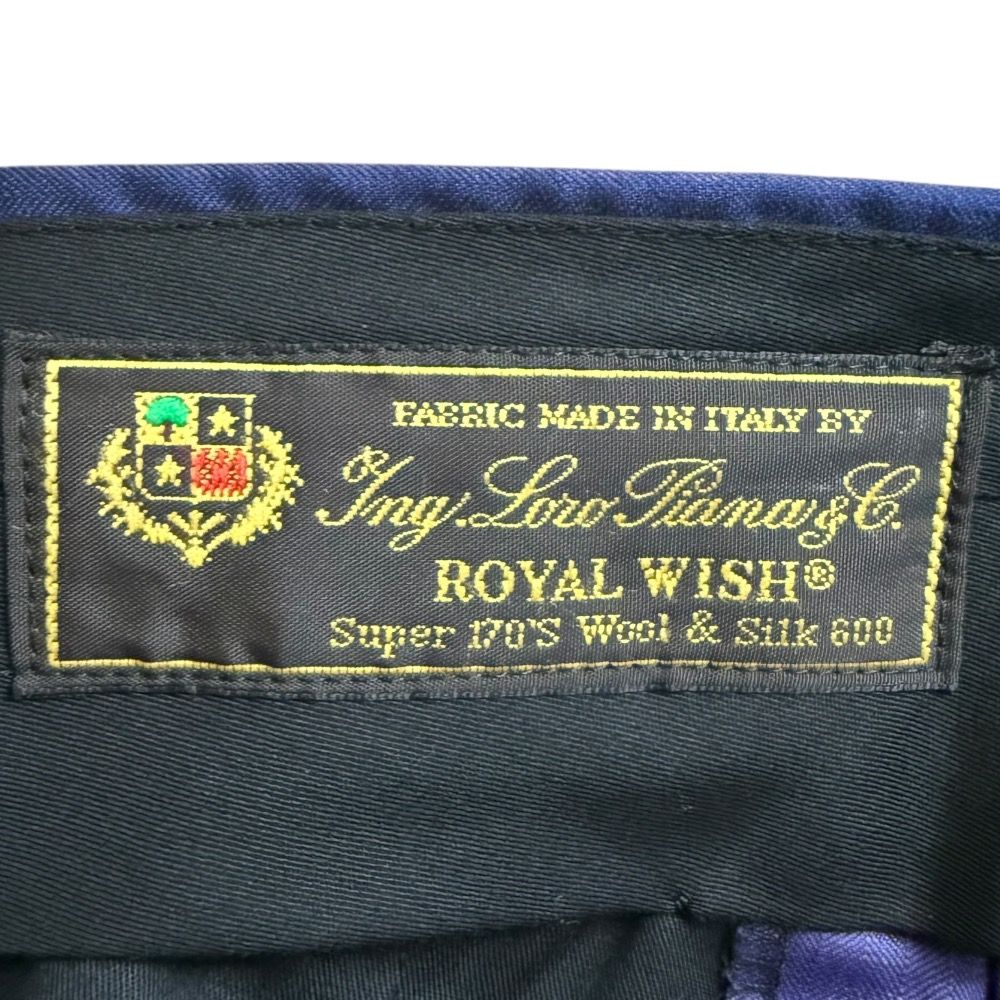 FABRIC MADE IN ITALY BY
Ing. Loro Piana & C.
ROYAL WISH®
Super 170'S Wool & Silk 600